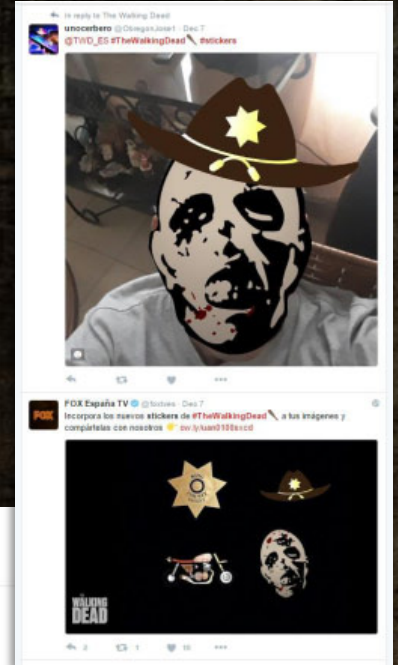 In reply to The Walking Dead
unocerbero @ObregonJose1 · Dec 7
@TWD_ES #TheWalkingDead #stickers
FOX
FOX España TV @foxtves · Dec 7
Incorpora los nuevos stickers de #TheWalkingDead a tus imágenes y
compártelas con nosotros
THE
WALKING
DEAD
2 1